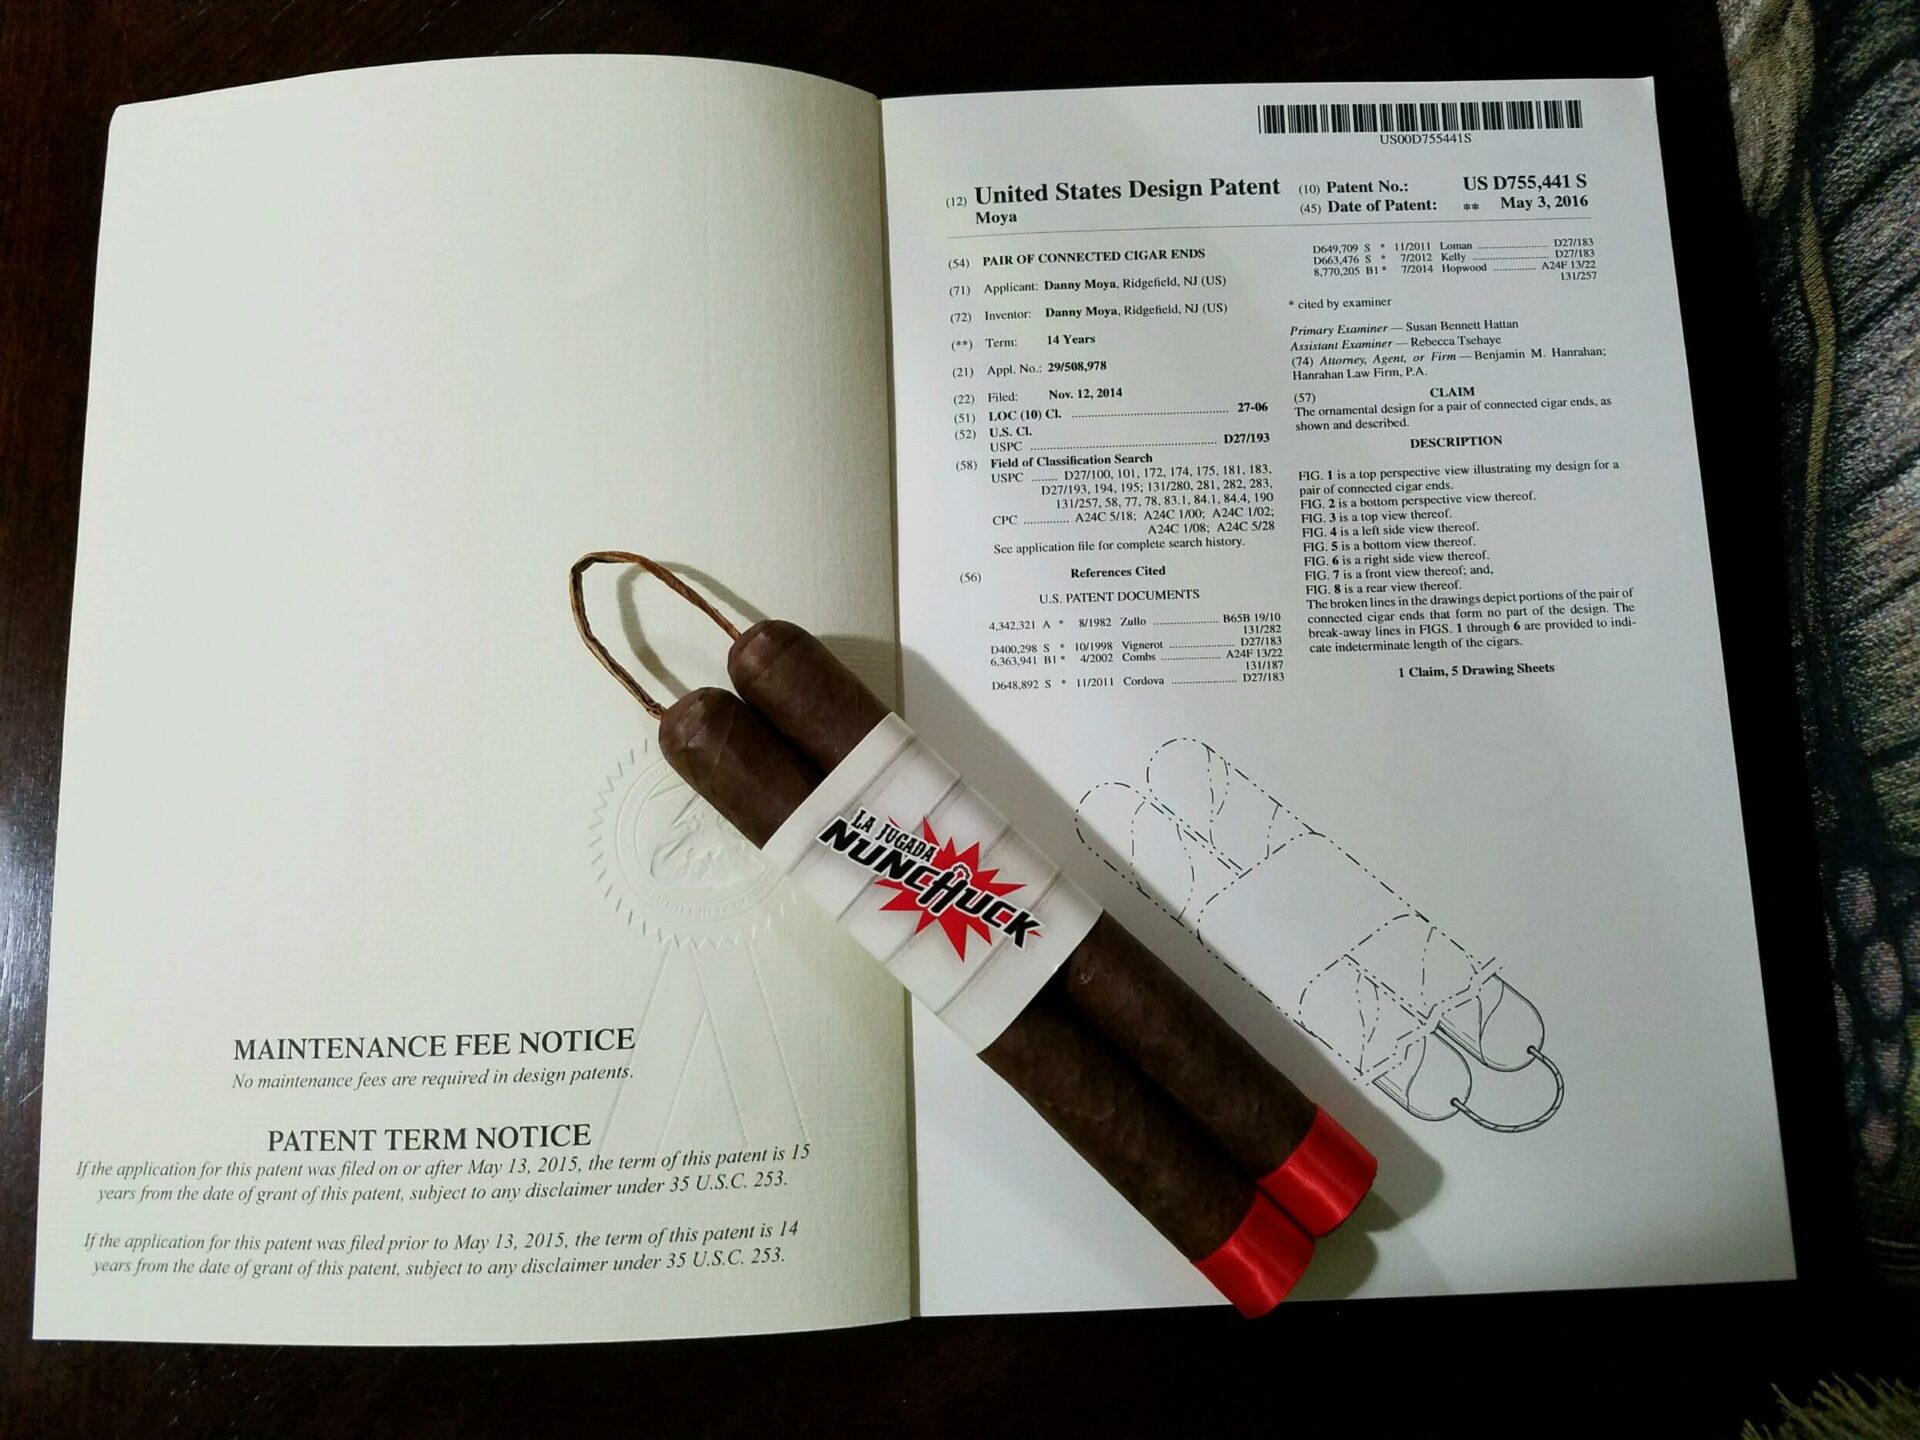 MAINTENANCE FEE NOTICE
No maintenance fees are required in design patents.
PATENT TERM NOTICE
If the application for this patent was filed on or after May 13, 2015, the term of this patent is 15
years from the date of grant of this patent, subject to any disclaimer under 35 U.S.C. 253.
If the application for this patent was filed prior to May 13, 2015, the term of this patent is 14
years from the date of grant of this patent, subject to any disclaimer under 35 U.S.C. 253.
LA JUGADA
NUNCHUCK
US00D755441S
(12) United States Design Patent
Moya
(10) Patent No.: US D755,441 S
(45) Date of Patent: ** May 3, 2016
(54) PAIR OF CONNECTED CIGAR ENDS
(71) Applicant: Danny Moya, Ridgefield, NJ (US)
(72) Inventor: Danny Moya, Ridgefield, NJ (US)
(**) Term: 14 Years
(21) Appl. No.: 29/508,978
(22) Filed: Nov. 12, 2014
(51) LOC (10) Cl. .......... 27-06
(52) U.S. Cl.
USPC .......... D27/193
(58) Field of Classification Search
USPC ........ D27/100, 101, 172, 174, 175, 181, 183,
D27/193, 194, 195; 131/280, 281, 282, 283,
131/257, 58, 77, 78, 83.1, 84.1, 84.4, 190
CPC .............. A24C 5/18; A24C 1/00; A24C 1/02;
A24C 1/08; A24C 5/28
See application file for complete search history.
(56) References Cited
U.S. PATENT DOCUMENTS
4,342,321 A * 8/1982 Zullo .......... B65B 19/10
131/282
D400,298 S * 10/1998 Vignerot .......... D27/183
6,363,941 B1 * 4/2002 Combs .......... A24F 13/22
131/187
D648,892 S * 11/2011 Cordova .......... D27/183
D649,709 S * 11/2011 Loman .......... D27/183
D663,476 S * 7/2012 Kelly .......... D27/183
8,770,205 B1 * 7/2014 Hopwood .......... A24F 13/22
131/257
* cited by examiner
Primary Examiner — Susan Bennett Hattan
Assistant Examiner — Rebecca Tsehaye
(74) Attorney, Agent, or Firm — Benjamin M. Hanrahan;
Hanrahan Law Firm, P.A.
(57) CLAIM
The ornamental design for a pair of connected cigar ends, as
shown and described.
DESCRIPTION
FIG. 1 is a top perspective view illustrating my design for a
pair of connected cigar ends.
FIG. 2 is a bottom perspective view thereof.
FIG. 3 is a top view thereof.
FIG. 4 is a left side view thereof.
FIG. 5 is a bottom view thereof.
FIG. 6 is a right side view thereof.
FIG. 7 is a front view thereof; and,
FIG. 8 is a rear view thereof.
The broken lines in the drawings depict portions of the pair of
connected cigar ends that form no part of the design. The
break-away lines in FIGS. 1 through 6 are provided to indi-
cate indeterminate length of the cigars.
1 Claim, 5 Drawing Sheets